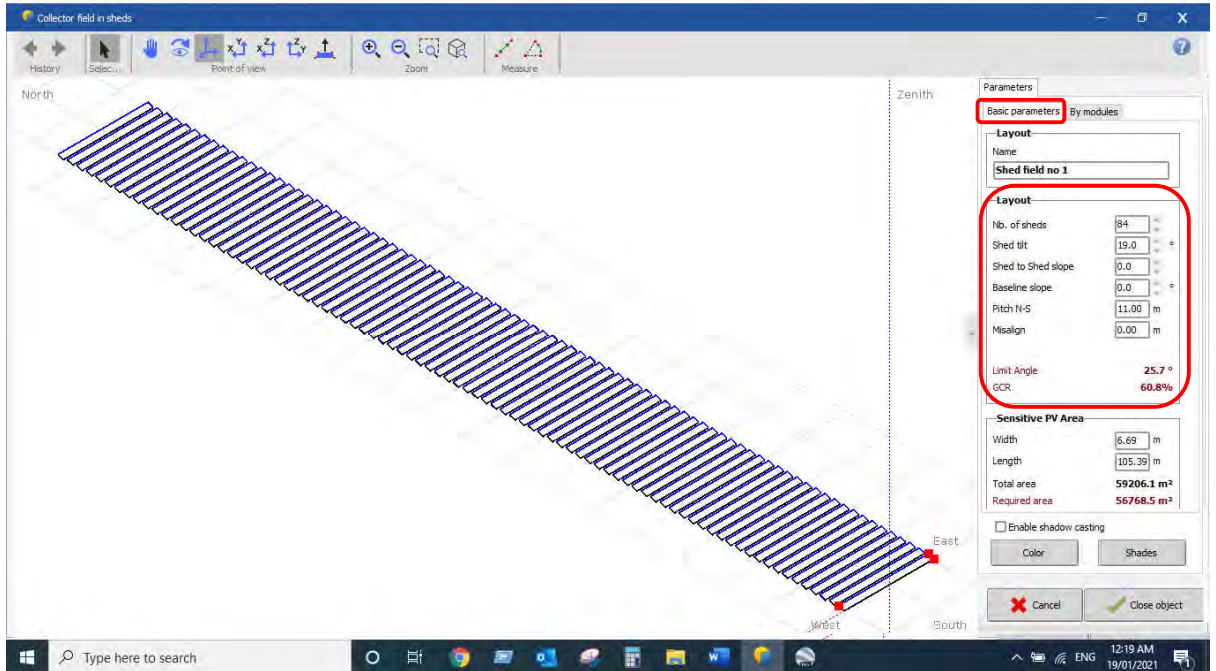 Collector field in sheds
History
Selec...
Point of view
Zoom
Measure
North
Zenith
East
West
South
Parameters
Basic parameters By modules
Layout
Name
Shed field no 1
Layout
Nb. of sheds 84
Shed tilt 19.0 °
Shed to Shed slope 0.0
Baseline slope 0.0 °
Pitch N-S 11.00 m
Misalign 0.00 m
Limit Angle 25.7 °
GCR 60.8%
Sensitive PV Area
Width 6.69 m
Length 105.39 m
Total area 59206.1 m²
Required area 56768.5 m²
Enable shadow casting
Color Shades
Cancel Close object
Type here to search
ENG
12:19 AM
19/01/2021